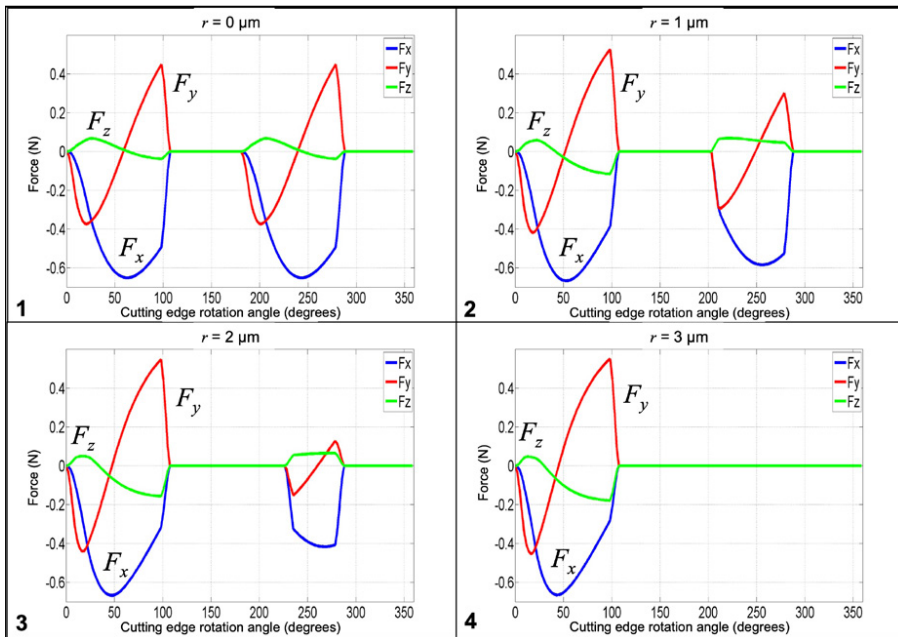 r = 0 µm
Fx
Fy
Fz
0.4
0.2
0
-0.2
-0.4
-0.6
Force (N)
F_y
F_z
F_x
0 50 100 150 200 250 300 350
Cutting edge rotation angle (degrees)
1
r = 1 µm
Fx
Fy
Fz
0.4
0.2
0
-0.2
-0.4
-0.6
Force (N)
F_y
F_z
F_x
0 50 100 150 200 250 300 350
Cutting edge rotation angle (degrees)
2
r = 2 µm
Fx
Fy
Fz
0.4
0.2
0
-0.2
-0.4
-0.6
Force (N)
F_y
F_z
F_x
0 50 100 150 200 250 300 350
Cutting edge rotation angle (degrees)
3
r = 3 µm
Fx
Fy
Fz
0.4
0.2
0
-0.2
-0.4
-0.6
Force (N)
F_y
F_z
F_x
0 50 100 150 200 250 300 350
Cutting edge rotation angle (degrees)
4